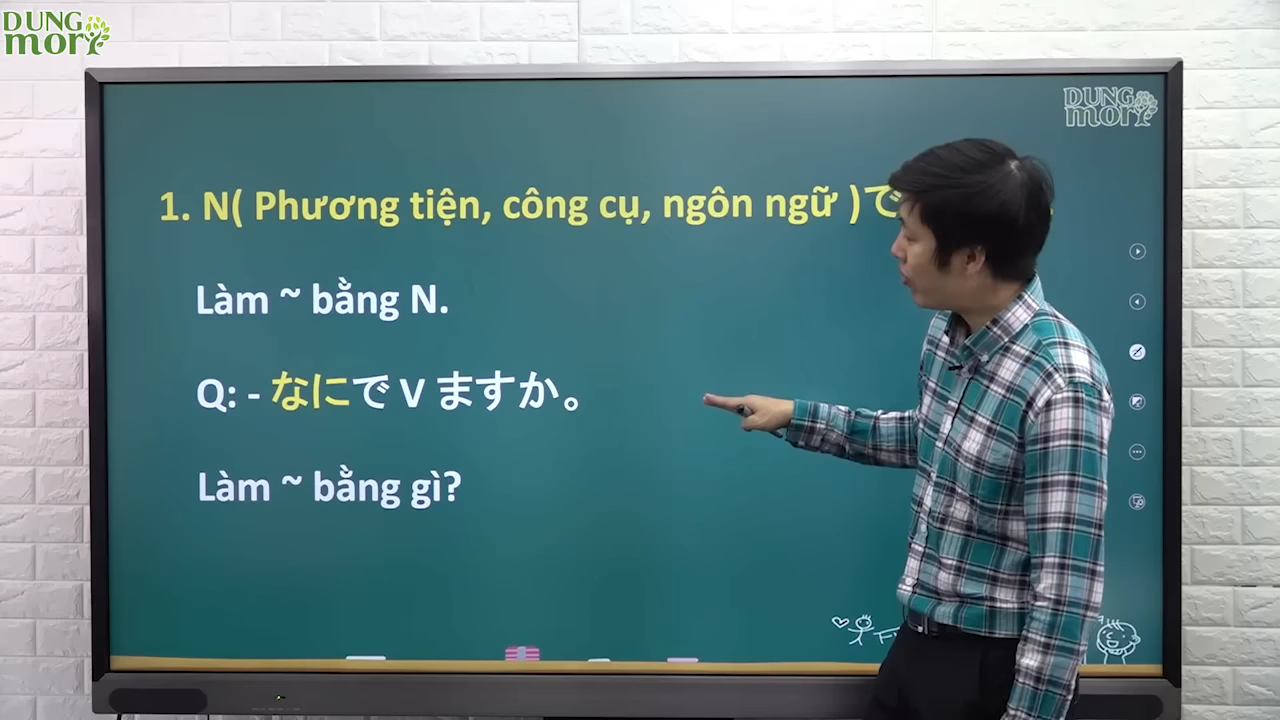 DUNG
mori
DUNG
mori
1. N( Phương tiện, công cụ, ngôn ngữ )で
Làm ~ bằng N.
Q: - なにで V ますか。
Làm ~ bằng gì?